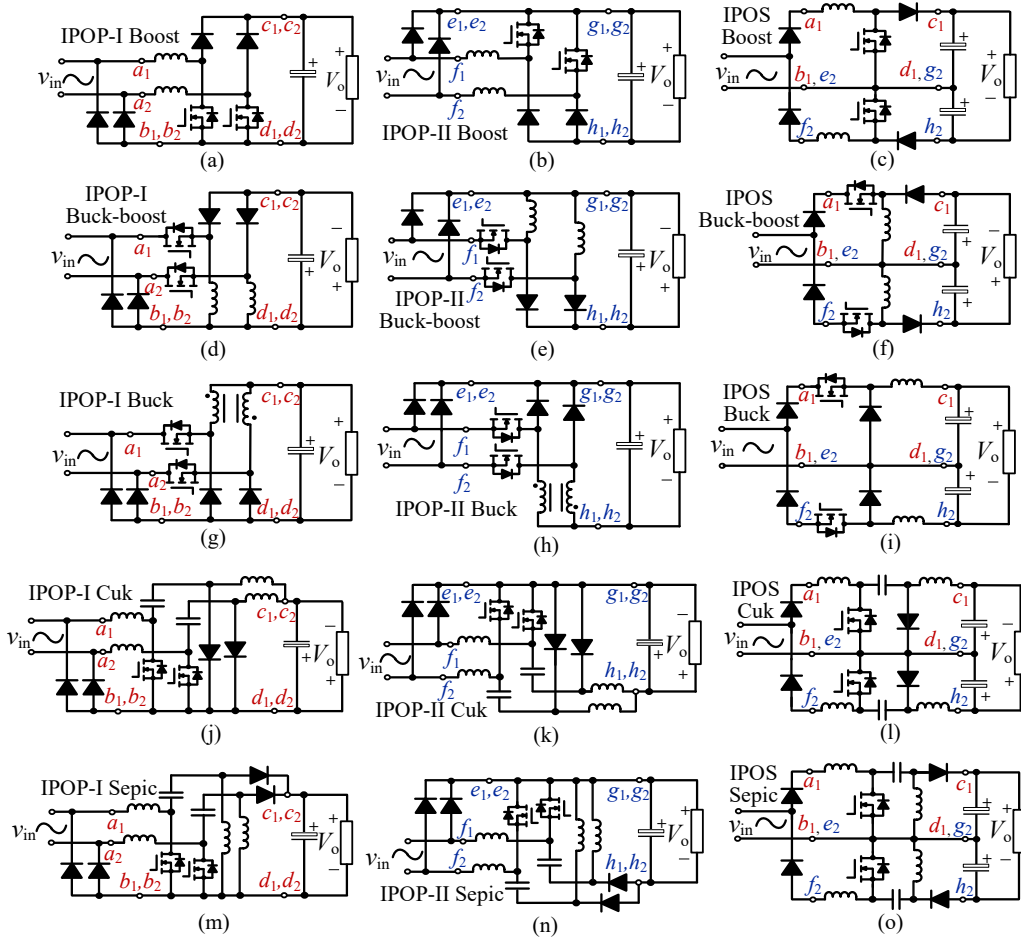 IPOP-I Boost
c1,c2
vin
a1
a2
b1,b2
d1,d2
+
Vo
−
+
(a)
e1,e2
g1,g2
vin
f1
f2
IPOP-II Boost
h1,h2
+
Vo
−
+
(b)
IPOS
Boost
a1
c1
vin
b1, e2
d1,g2
f2
h2
+
+
+
Vo
−
(c)
IPOP-I
Buck-boost
c1,c2
vin
a1
a2
b1,b2
d1,d2
−
Vo
+
+
(d)
e1,e2
g1,g2
vin
f1
f2
IPOP-II
Buck-boost
h1,h2
−
Vo
+
+
(e)
IPOS
Buck-boost
a1
c1
vin
b1, e2
d1,g2
f2
h2
+
+
−
Vo
+
(f)
IPOP-I Buck
c1,c2
vin
a1
a2
b1,b2
d1,d2
+
+
Vo
−
(g)
e1,e2
g1,g2
vin
f1
f2
IPOP-II Buck
h1,h2
+
+
Vo
−
(h)
IPOS
Buck
a1
c1
vin
b1, e2
d1,g2
f2
h2
+
+
+
Vo
−
(i)
IPOP-I Cuk
c1,c2
vin
a1
a2
b1,b2
d1,d2
−
Vo
+
+
(j)
e1,e2
g1,g2
vin
f1
f2
IPOP-II Cuk
h1,h2
−
Vo
+
+
(k)
IPOS
Cuk
a1
c1
vin
b1, e2
d1,g2
f2
h2
+
+
−
Vo
+
(l)
IPOP-I Sepic
c1,c2
vin
a1
a2
b1,b2
d1,d2
+
+
Vo
−
(m)
e1,e2
g1,g2
vin
f1
f2
IPOP-II Sepic
h1,h2
+
+
Vo
−
(n)
IPOS
Sepic
a1
c1
vin
b1, e2
d1,g2
f2
h2
+
+
+
Vo
−
(o)